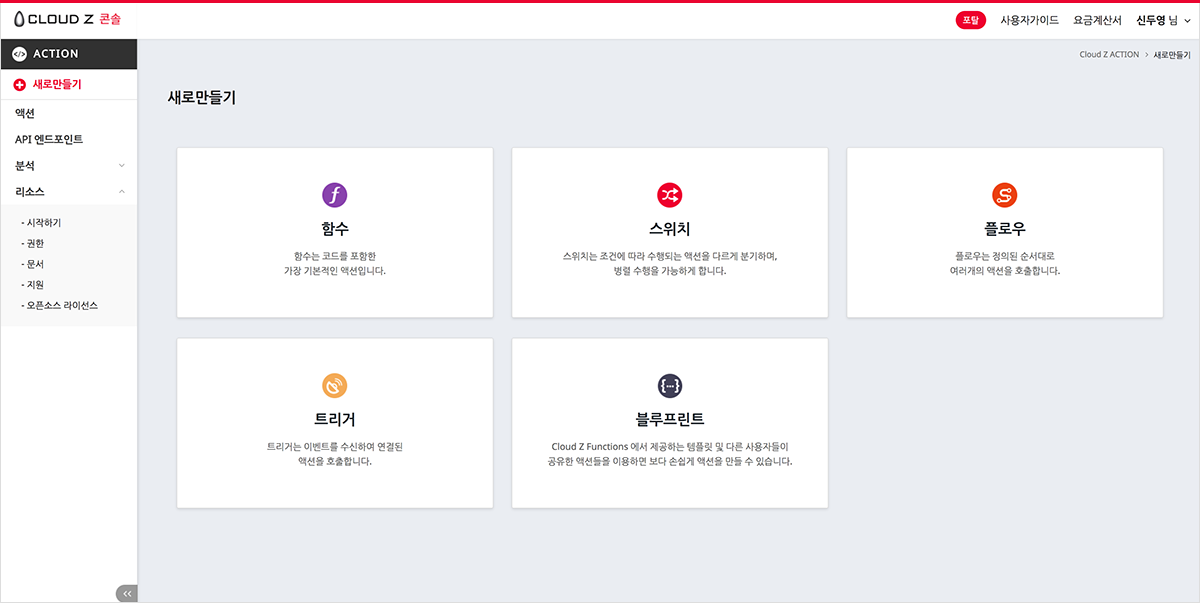 CLOUD Z 콘솔
포탈 사용자가이드 요금계산서 신두영 님
</> ACTION
Cloud Z ACTION > 새로만들기
새로만들기
액션
API 엔드포인트
분석
리소스
- 시작하기
- 권한
- 문서
- 지원
- 오픈소스 라이선스
새로만들기
함수
함수는 코드를 포함한
가장 기본적인 액션입니다.
스위치
스위치는 조건에 따라 수행되는 액션을 다르게 분기하며,
병렬 수행을 가능하게 합니다.
플로우
플로우는 정의된 순서대로
여러개의 액션을 호출합니다.
트리거
트리거는 이벤트를 수신하여 연결된
액션을 호출합니다.
{...}
블루프린트
Cloud Z Functions 에서 제공하는 템플릿 및 다른 사용자들이
공유한 액션들을 이용하면 보다 손쉽게 액션을 만들 수 있습니다.